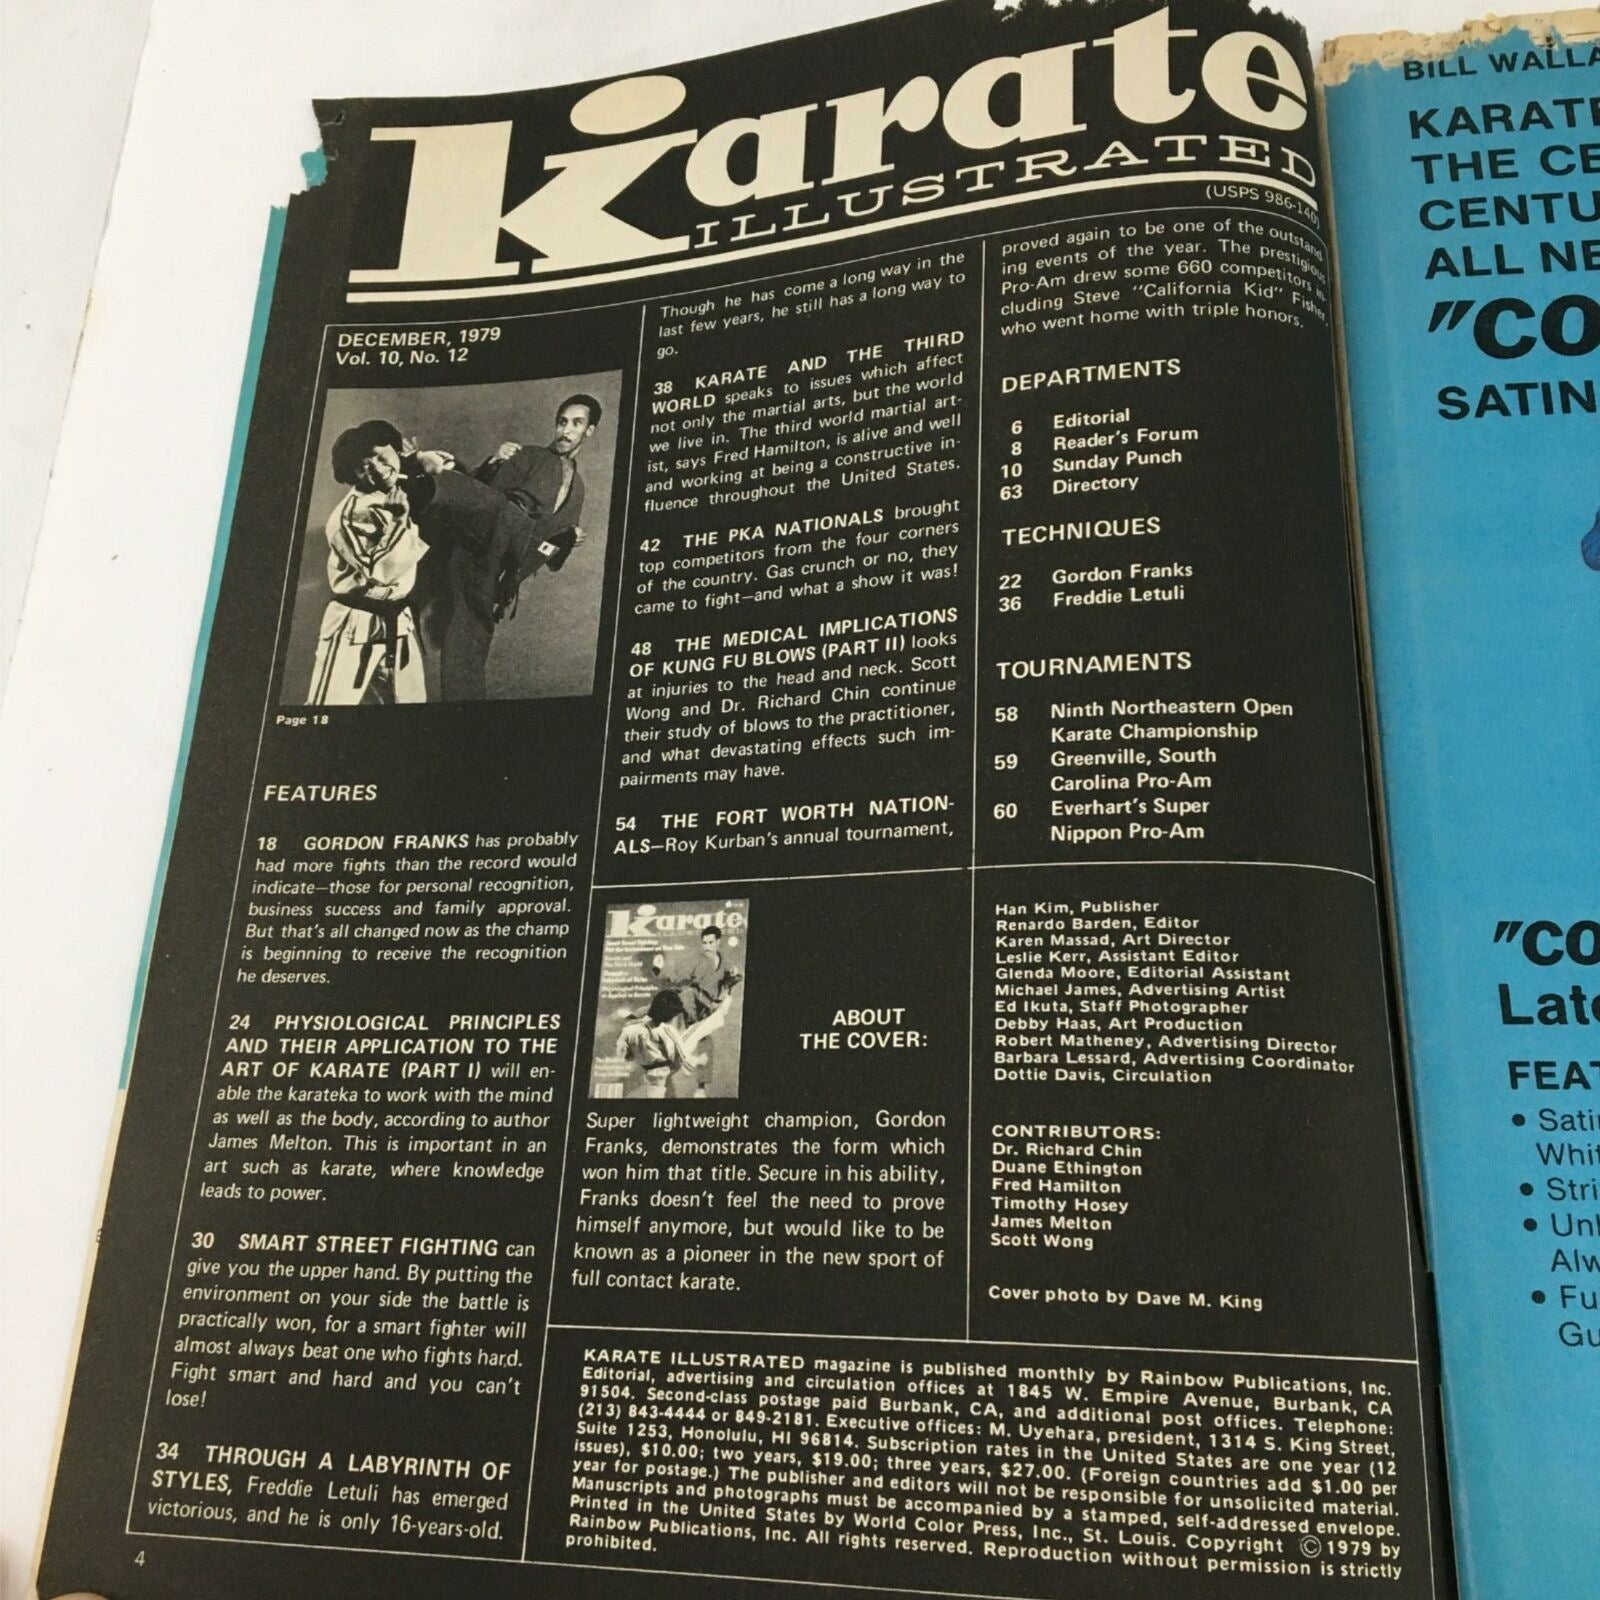 karate
ILLUSTRATED
(USPS 986-140)
DECEMBER, 1979
Vol. 10, No. 12
Page 18
FEATURES
18 GORDON FRANKS has probably
had more fights than the record would
indicate—those for personal recognition,
business success and family approval.
But that's all changed now as the champ
is beginning to receive the recognition
he deserves.
24 PHYSIOLOGICAL PRINCIPLES
AND THEIR APPLICATION TO THE
ART OF KARATE (PART I) will en-
able the karateka to work with the mind
as well as the body, according to author
James Melton. This is important in an
art such as karate, where knowledge
leads to power.
30 SMART STREET FIGHTING can
give you the upper hand. By putting the
environment on your side the battle is
practically won, for a smart fighter will
almost always beat one who fights hard.
Fight smart and hard and you can't
lose!
34 THROUGH A LABYRINTH OF
STYLES, Freddie Letuli has emerged
victorious, and he is only 16-years-old.
4
Though he has come a long way in the
last few years, he still has a long way to
go.
38 KARATE AND THE THIRD
WORLD speaks to issues which affect
not only the martial arts, but the world
we live in. The third world martial art-
ist, says Fred Hamilton, is alive and well
and working at being a constructive in-
fluence throughout the United States.
42 THE PKA NATIONALS brought
top competitors from the four corners
of the country. Gas crunch or no, they
came to fight—and what a show it was!
48 THE MEDICAL IMPLICATIONS
OF KUNG FU BLOWS (PART II) looks
at injuries to the head and neck. Scott
Wong and Dr. Richard Chin continue
their study of blows to the practitioner,
and what devastating effects such im-
pairments may have.
54 THE FORT WORTH NATION-
ALS—Roy Kurban's annual tournament,
proved again to be one of the outstand
ing events of the year. The prestigious
Pro-Am drew some 660 competitors in-
cluding Steve "California Kid" Fisher,
who went home with triple honors.
DEPARTMENTS
6 Editorial
8 Reader's Forum
10 Sunday Punch
63 Directory
TECHNIQUES
22 Gordon Franks
36 Freddie Letuli
TOURNAMENTS
58 Ninth Northeastern Open
Karate Championship
59 Greenville, South
Carolina Pro-Am
60 Everhart's Super
Nippon Pro-Am
karate
ABOUT
THE COVER:
Super lightweight champion, Gordon
Franks, demonstrates the form which
won him that title. Secure in his ability,
Franks doesn't feel the need to prove
himself anymore, but would like to be
known as a pioneer in the new sport of
full contact karate.
Han Kim, Publisher
Renardo Barden, Editor
Karen Massad, Art Director
Leslie Kerr, Assistant Editor
Glenda Moore, Editorial Assistant
Michael James, Advertising Artist
Ed Ikuta, Staff Photographer
Debby Haas, Art Production
Robert Matheney, Advertising Director
Barbara Lessard, Advertising Coordinator
Dottie Davis, Circulation
CONTRIBUTORS:
Dr. Richard Chin
Duane Ethington
Fred Hamilton
Timothy Hosey
James Melton
Scott Wong
Cover photo by Dave M. King
KARATE ILLUSTRATED magazine is published monthly by Rainbow Publications, Inc.
Editorial, advertising and circulation offices at 1845 W. Empire Avenue, Burbank, CA
91504. Second-class postage paid Burbank, CA, and additional post offices. Telephone:
(213) 843-4444 or 849-2181. Executive offices: M. Uyehara, president, 1314 S. King Street,
Suite 1253, Honolulu, HI 96814. Subscription rates in the United States are one year (12
issues), $10.00; two years, $19.00; three years, $27.00. (Foreign countries add $1.00 per
year for postage.) The publisher and editors will not be responsible for unsolicited material.
Manuscripts and photographs must be accompanied by a stamped, self-addressed envelope.
Printed in the United States by World Color Press, Inc., St. Louis. Copyright © 1979 by
Rainbow Publications, Inc. All rights reserved. Reproduction without permission is strictly
prohibited.
BILL WALLA
KARATE
THE CE
CENTU
ALL NE
"CO
SATIN
"CO
Late
FEAT
• Satin
Whit
• Stri
• Unl
Alw
• Fu
Gu